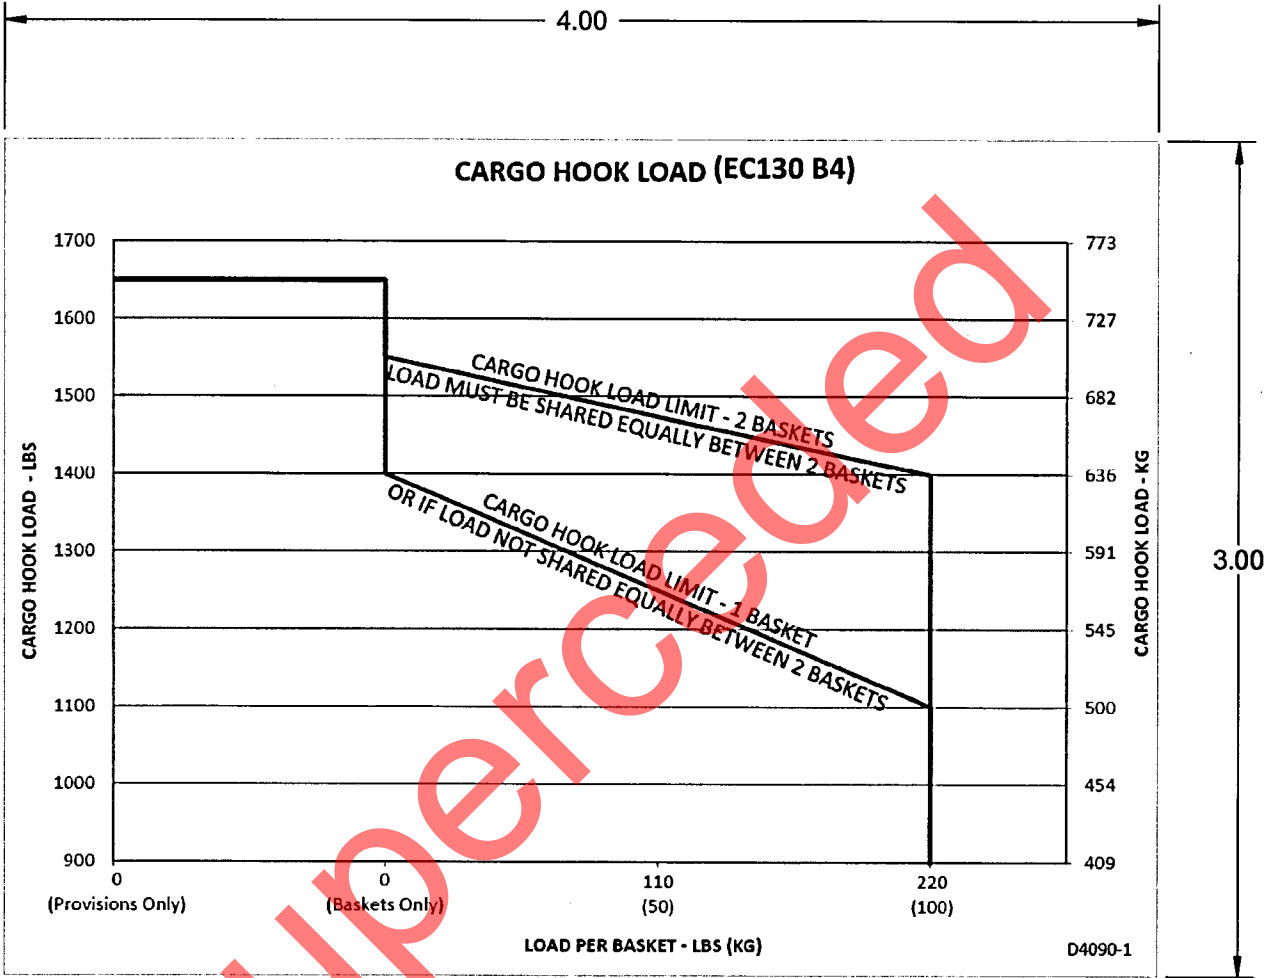 4.00
CARGO HOOK LOAD (EC130 B4)
1700
773
1600
727
1500
682
1400
636
1300
591
1200
545
1100
500
1000
454
900
409
CARGO HOOK LOAD - LBS
CARGO HOOK LOAD - KG
3.00
CARGO HOOK LOAD LIMIT - 2 BASKETS
LOAD MUST BE SHARED EQUALLY BETWEEN 2 BASKETS
CARGO HOOK LOAD LIMIT - 1 BASKET
OR IF LOAD NOT SHARED EQUALLY BETWEEN 2 BASKETS
0
0
110
220
(Provisions Only)
(Baskets Only)
(50)
(100)
LOAD PER BASKET - LBS (KG)
D4090-1
uperceded